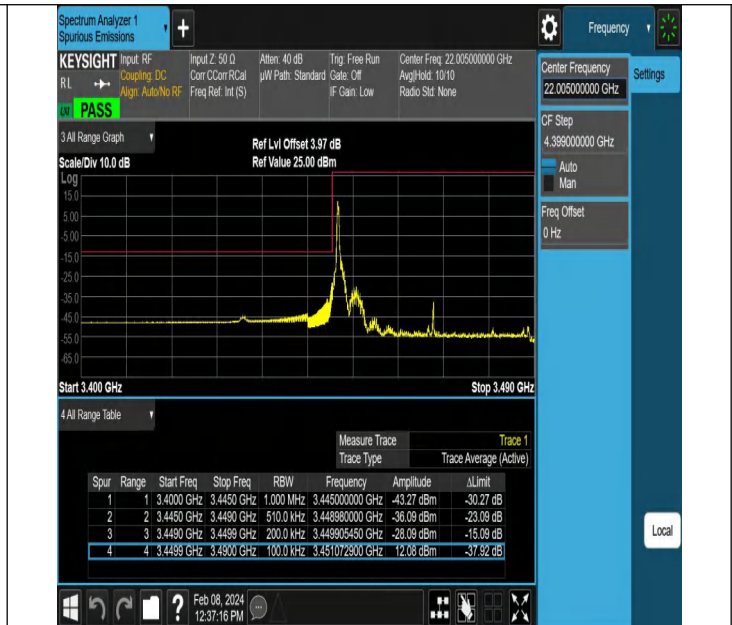 Spectrum Analyzer 1
Spurious Emissions
+
Frequency
KEYSIGHT
RL
PASS
Input: RF
Coupling: DC
Align: Auto/No RF
Input Z: 50 Ω
Corr CCorr RCal
Freq Ref: Int (S)
Atten: 40 dB
µW Path: Standard
Trig: Free Run
Gate: Off
IF Gain: Low
Center Freq: 22.005000000 GHz
Avg|Hold: 10/10
Radio Std: None
Center Frequency
22.005000000 GHz
Settings
CF Step
4.399000000 GHz
Auto
Man
Freq Offset
0 Hz
3 All Range Graph
Scale/Div 10.0 dB
Ref Lvl Offset 3.97 dB
Ref Value 25.00 dBm
Log
15.0
5.00
-5.00
-15.0
-25.0
-35.0
-45.0
-55.0
-65.0
Start 3.400 GHz
Stop 3.490 GHz
4 All Range Table
Measure Trace Trace 1
Trace Type Trace Average (Active)
Spur Range Start Freq Stop Freq RBW Frequency Amplitude ΔLimit
1 1 3.4000 GHz 3.4450 GHz 1.000 MHz 3.445000000 GHz -43.27 dBm -30.27 dB
2 2 3.4450 GHz 3.4490 GHz 510.0 kHz 3.448980000 GHz -36.09 dBm -23.09 dB
3 3 3.4490 GHz 3.4499 GHz 200.0 kHz 3.449905450 GHz -28.09 dBm -15.09 dB
4 4 3.4499 GHz 3.4900 GHz 100.0 kHz 3.451072900 GHz 12.08 dBm -37.92 dB
Local
?
Feb 08, 2024
12:37:16 PM